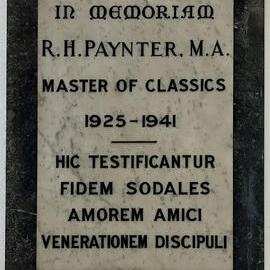 IN MEMORIAM
R.H.PAYNTER, M.A.
MASTER OF CLASSICS
1925-1941
HIC TESTIFICANTUR
FIDEM SODALES
AMOREM AMICI
VENERATIONEM DISCIPULI